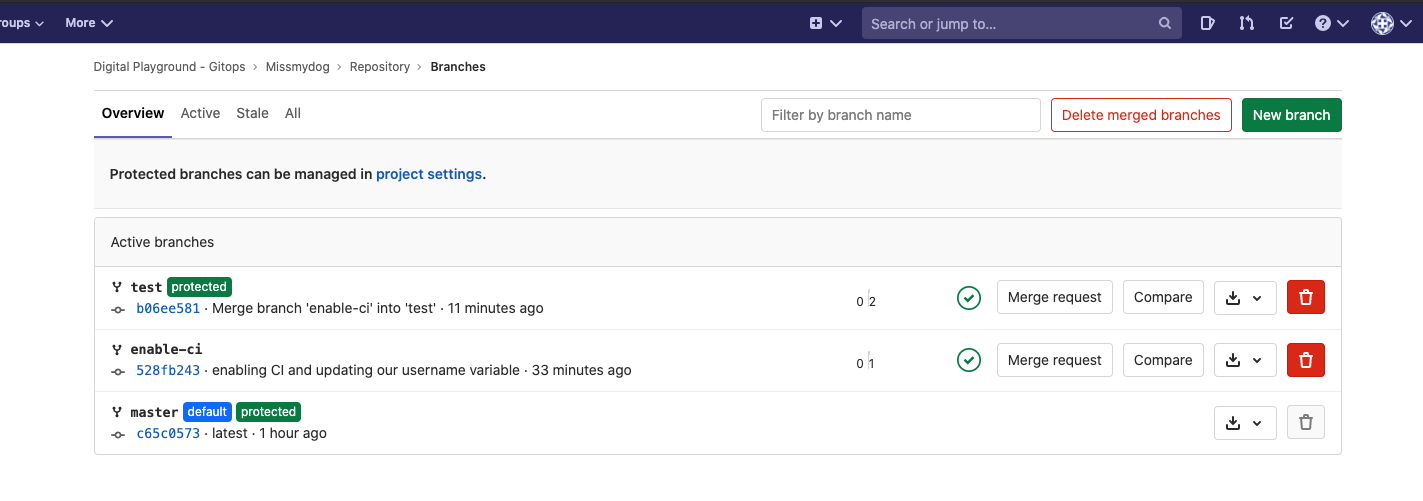 roups More Search or jump to...
Digital Playground - Gitops > Missmydog > Repository > Branches
Overview Active Stale All Filter by branch name Delete merged branches New branch
Protected branches can be managed in project settings.
Active branches
test protected
b06ee581 · Merge branch 'enable-ci' into 'test' · 11 minutes ago
0 2 Merge request Compare
enable-ci
528fb243 · enabling CI and updating our username variable · 33 minutes ago
0 1 Merge request Compare
master default protected
c65c0573 · latest · 1 hour ago